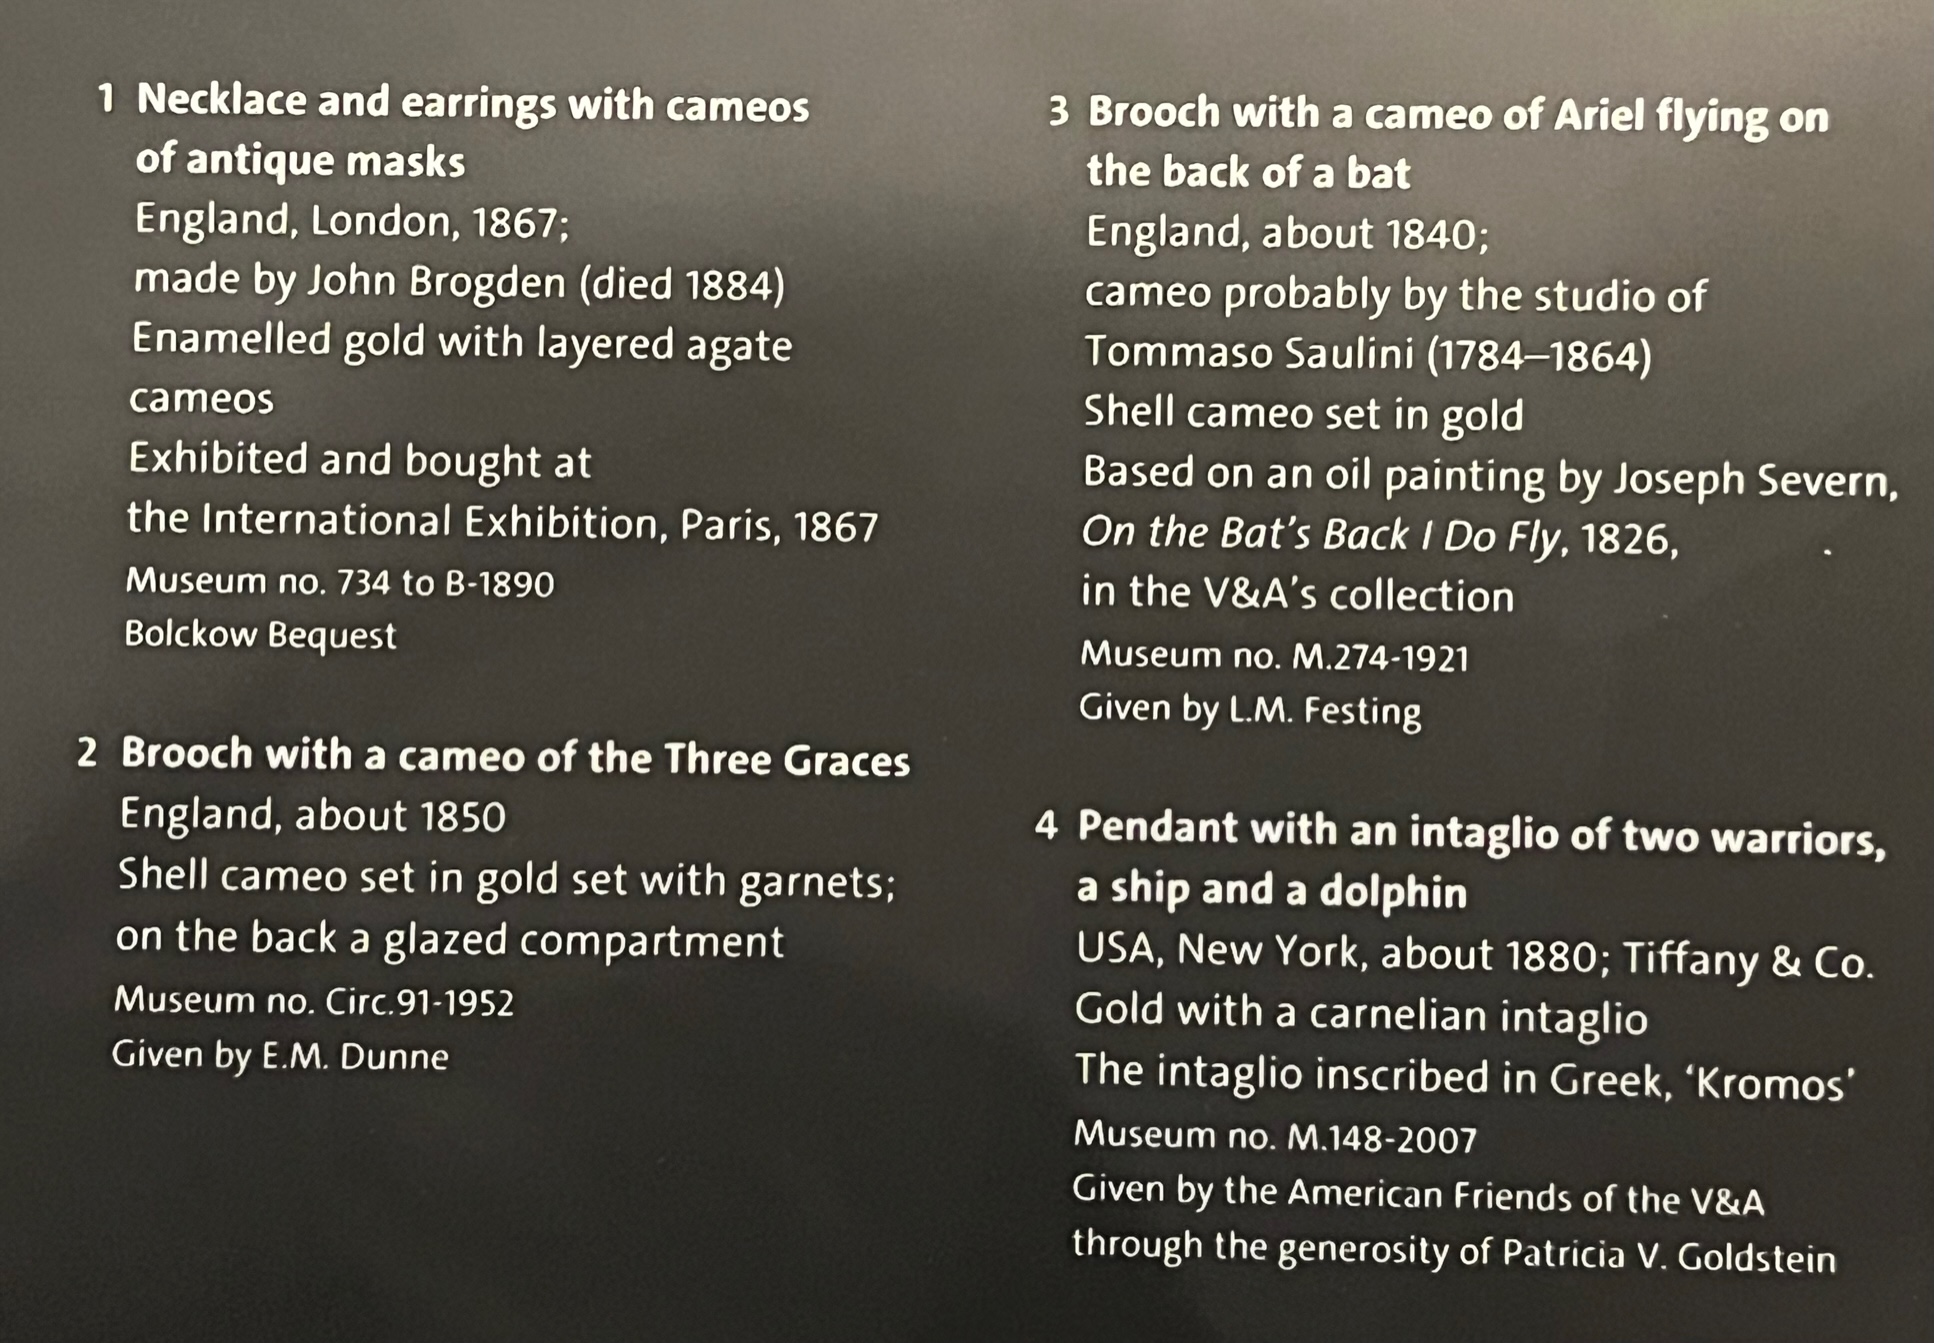 1 Necklace and earrings with cameos
of antique masks
England, London, 1867;
made by John Brogden (died 1884)
Enamelled gold with layered agate
cameos
Exhibited and bought at
the International Exhibition, Paris, 1867
Museum no. 734 to B-1890
Bolckow Bequest
2 Brooch with a cameo of the Three Graces
England, about 1850
Shell cameo set in gold set with garnets;
on the back a glazed compartment
Museum no. Circ.91-1952
Given by E.M. Dunne
3 Brooch with a cameo of Ariel flying on
the back of a bat
England, about 1840;
cameo probably by the studio of
Tommaso Saulini (1784–1864)
Shell cameo set in gold
Based on an oil painting by Joseph Severn,
On the Bat's Back I Do Fly, 1826,
in the V&A's collection
Museum no. M.274-1921
Given by L.M. Festing
4 Pendant with an intaglio of two warriors,
a ship and a dolphin
USA, New York, about 1880; Tiffany & Co.
Gold with a carnelian intaglio
The intaglio inscribed in Greek, ‘Kromos’
Museum no. M.148-2007
Given by the American Friends of the V&A
through the generosity of Patricia V. Goldstein